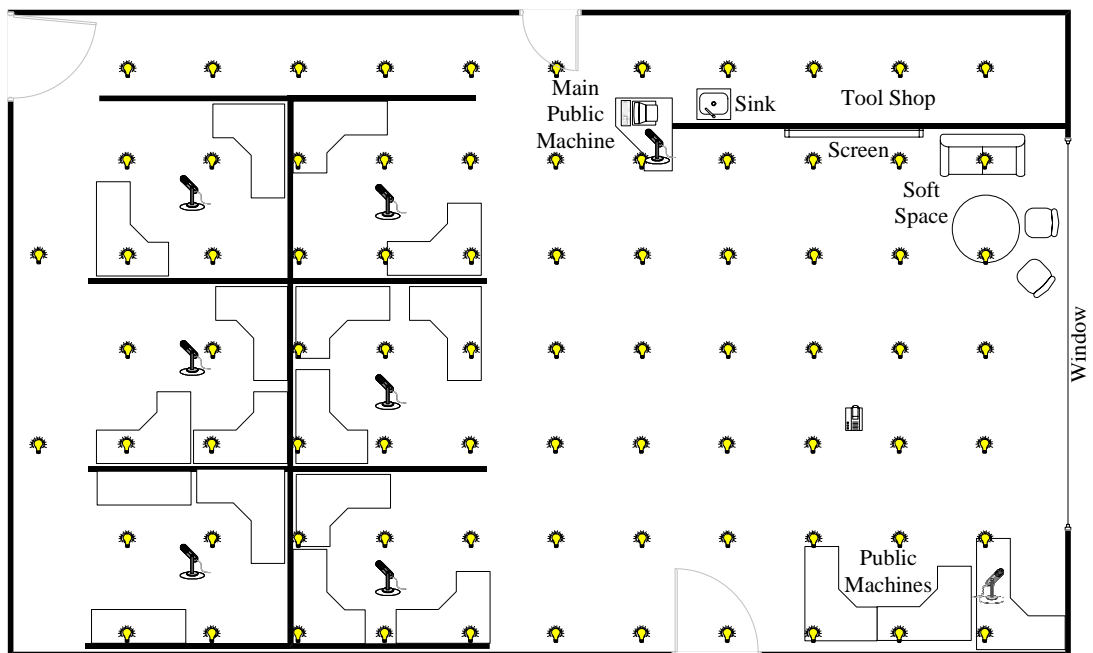 Main
Public
Machine
Sink
Tool Shop
Screen
Soft
Space
Window
Public
Machines